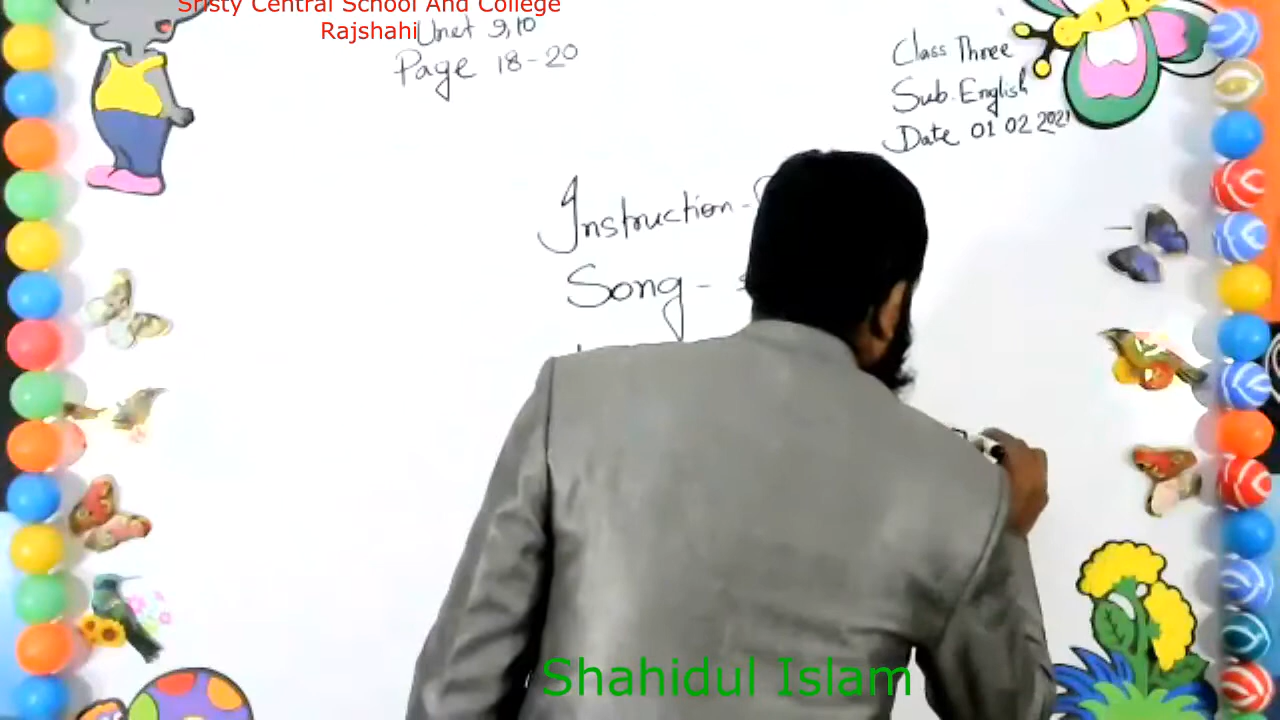 Sristy Central School And College
Rajshahi
Unet 9,10
Page 18-20
Class Three
Sub. English
Date 01 02 2021
Instruction -
Song -
Shahidul Islam